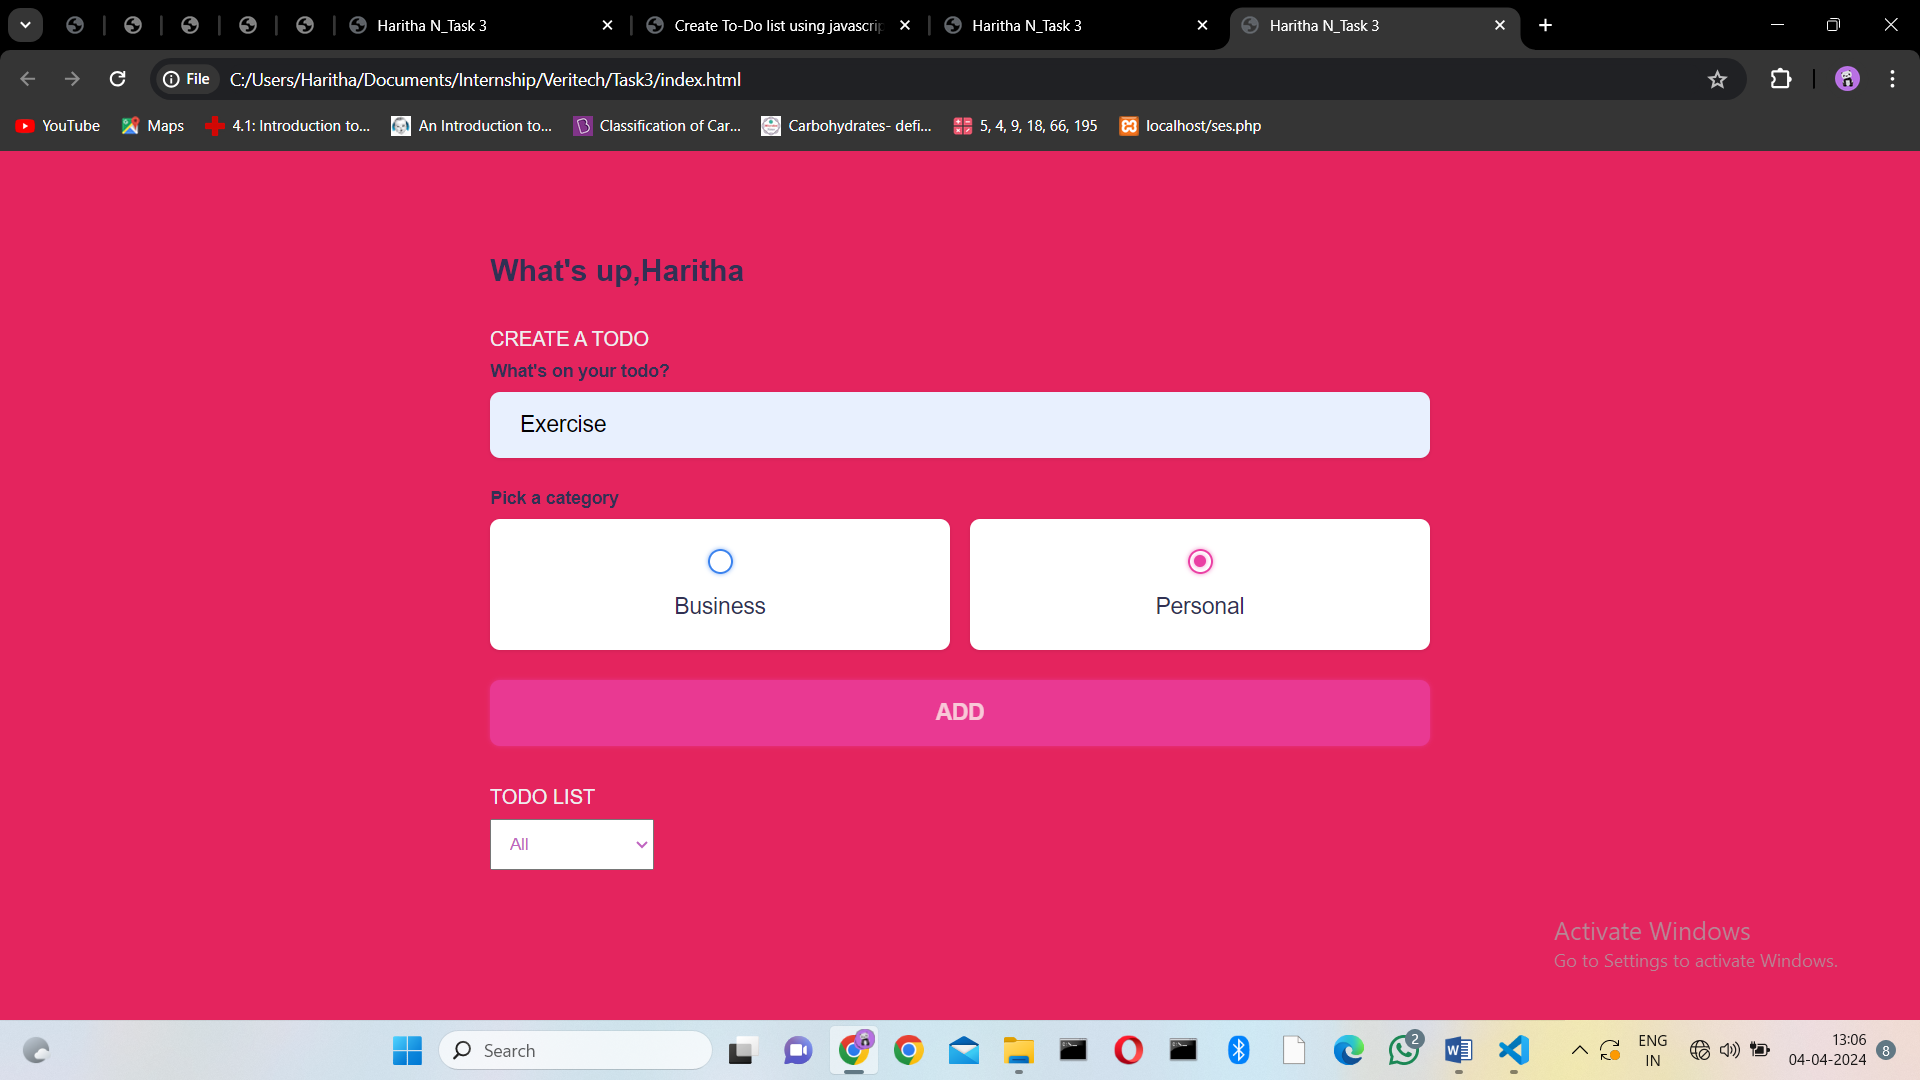 Haritha N_Task 3
Create To-Do list using javascrip
Haritha N_Task 3
Haritha N_Task 3
File
C:/Users/Haritha/Documents/Internship/Veritech/Task3/index.html
YouTube
Maps
4.1: Introduction to...
An Introduction to...
Classification of Car...
Carbohydrates- defi...
5, 4, 9, 18, 66, 195
localhost/ses.php
What's up,Haritha
CREATE A TODO
What's on your todo?
Exercise
Pick a category
Business
Personal
ADD
TODO LIST
All
Activate Windows
Go to Settings to activate Windows.
Search
2
ENG
IN
13:06
04-04-2024
8